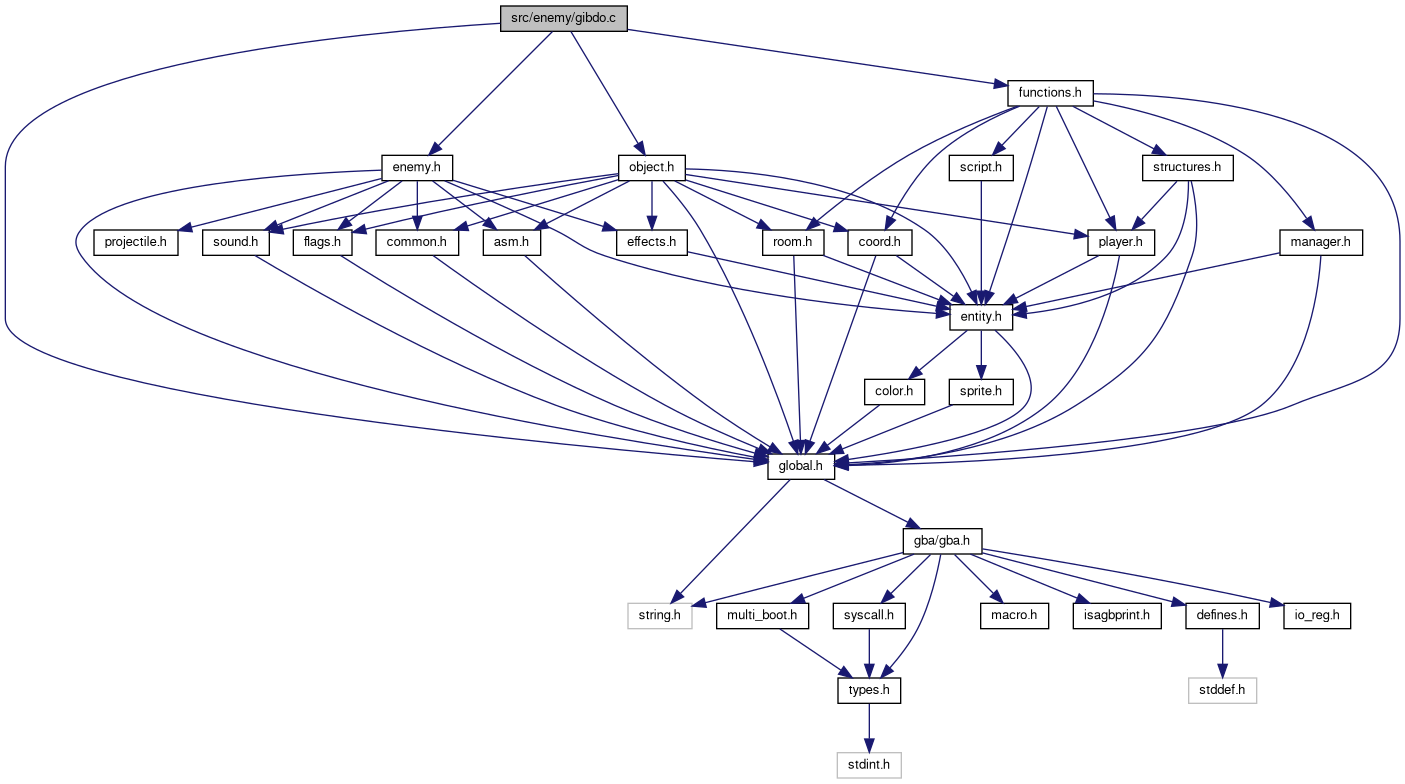 src/enemy/gibdo.c
functions.h
enemy.h
object.h
script.h
structures.h
projectile.h
sound.h
flags.h
common.h
asm.h
effects.h
room.h
coord.h
player.h
manager.h
entity.h
color.h
sprite.h
global.h
gba/gba.h
string.h
multi_boot.h
syscall.h
macro.h
isagbprint.h
defines.h
io_reg.h
types.h
stddef.h
stdint.h